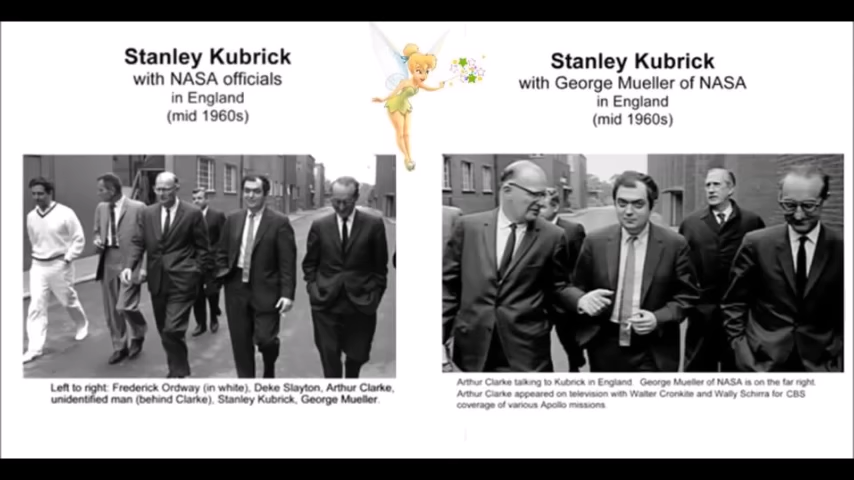 Stanley Kubrick
with NASA officials
in England
(mid 1960s)
Left to right: Frederick Ordway (in white), Deke Slayton, Arthur Clarke,
unidentified man (behind Clarke), Stanley Kubrick, George Mueller.
Stanley Kubrick
with George Mueller of NASA
in England
(mid 1960s)
Arthur Clarke talking to Kubrick in England. George Mueller of NASA is on the far right.
Arthur Clarke appeared on television with Walter Cronkite and Wally Schirra for CBS
coverage of various Apollo missions.